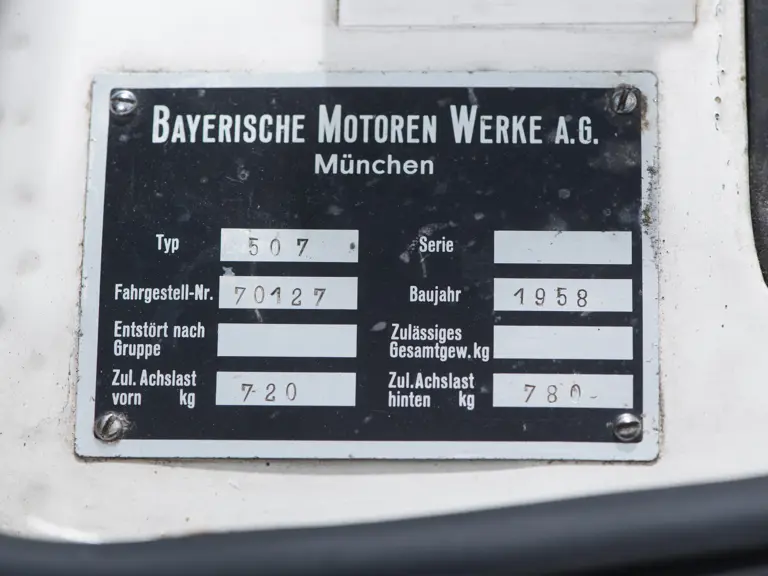 BAYERISCHE MOTOREN WERKE A.G.
München
Typ 507 Serie
Fahrgestell-Nr. 70127 Baujahr 1958
Entstört nach Gruppe Zulässiges Gesamtgew. kg
Zul. Achslast vorn kg 720 Zul. Achslast hinten kg 780